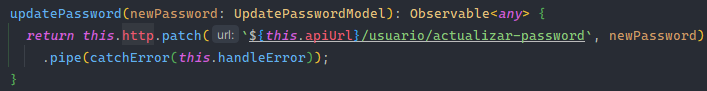 updatePassword(newPassword: UpdatePasswordModel): Observable<any> {
  return this.http.patch( url: `${this.apiUrl}/usuario/actualizar-password`, newPassword)
    .pipe(catchError(this.handleError));
}